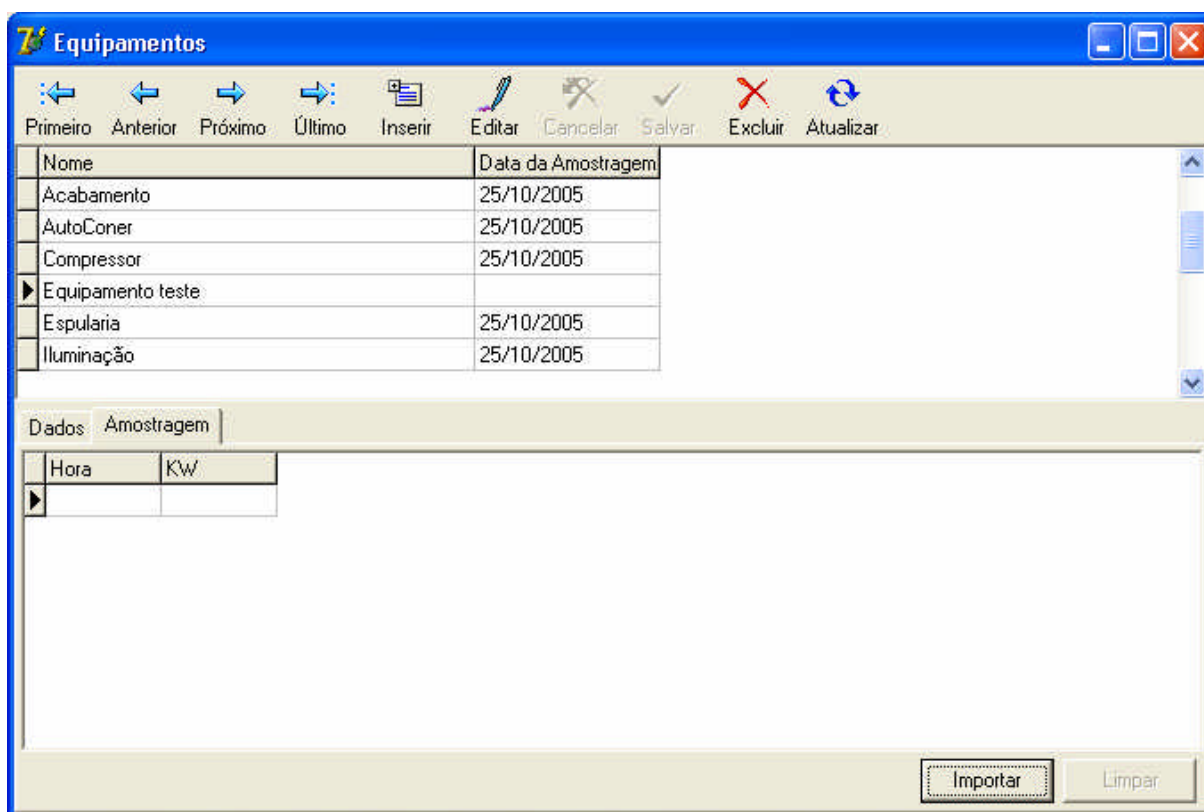 Equipamentos
Primeiro Anterior Próximo Último Inserir Editar Cancelar Salvar Excluir Atualizar
Nome Data da Amostragem
Acabamento 25/10/2005
AutoConer 25/10/2005
Compressor 25/10/2005
Equipamento teste
Espularia 25/10/2005
Iluminação 25/10/2005
Dados Amostragem
Hora KW
Importar Limpar